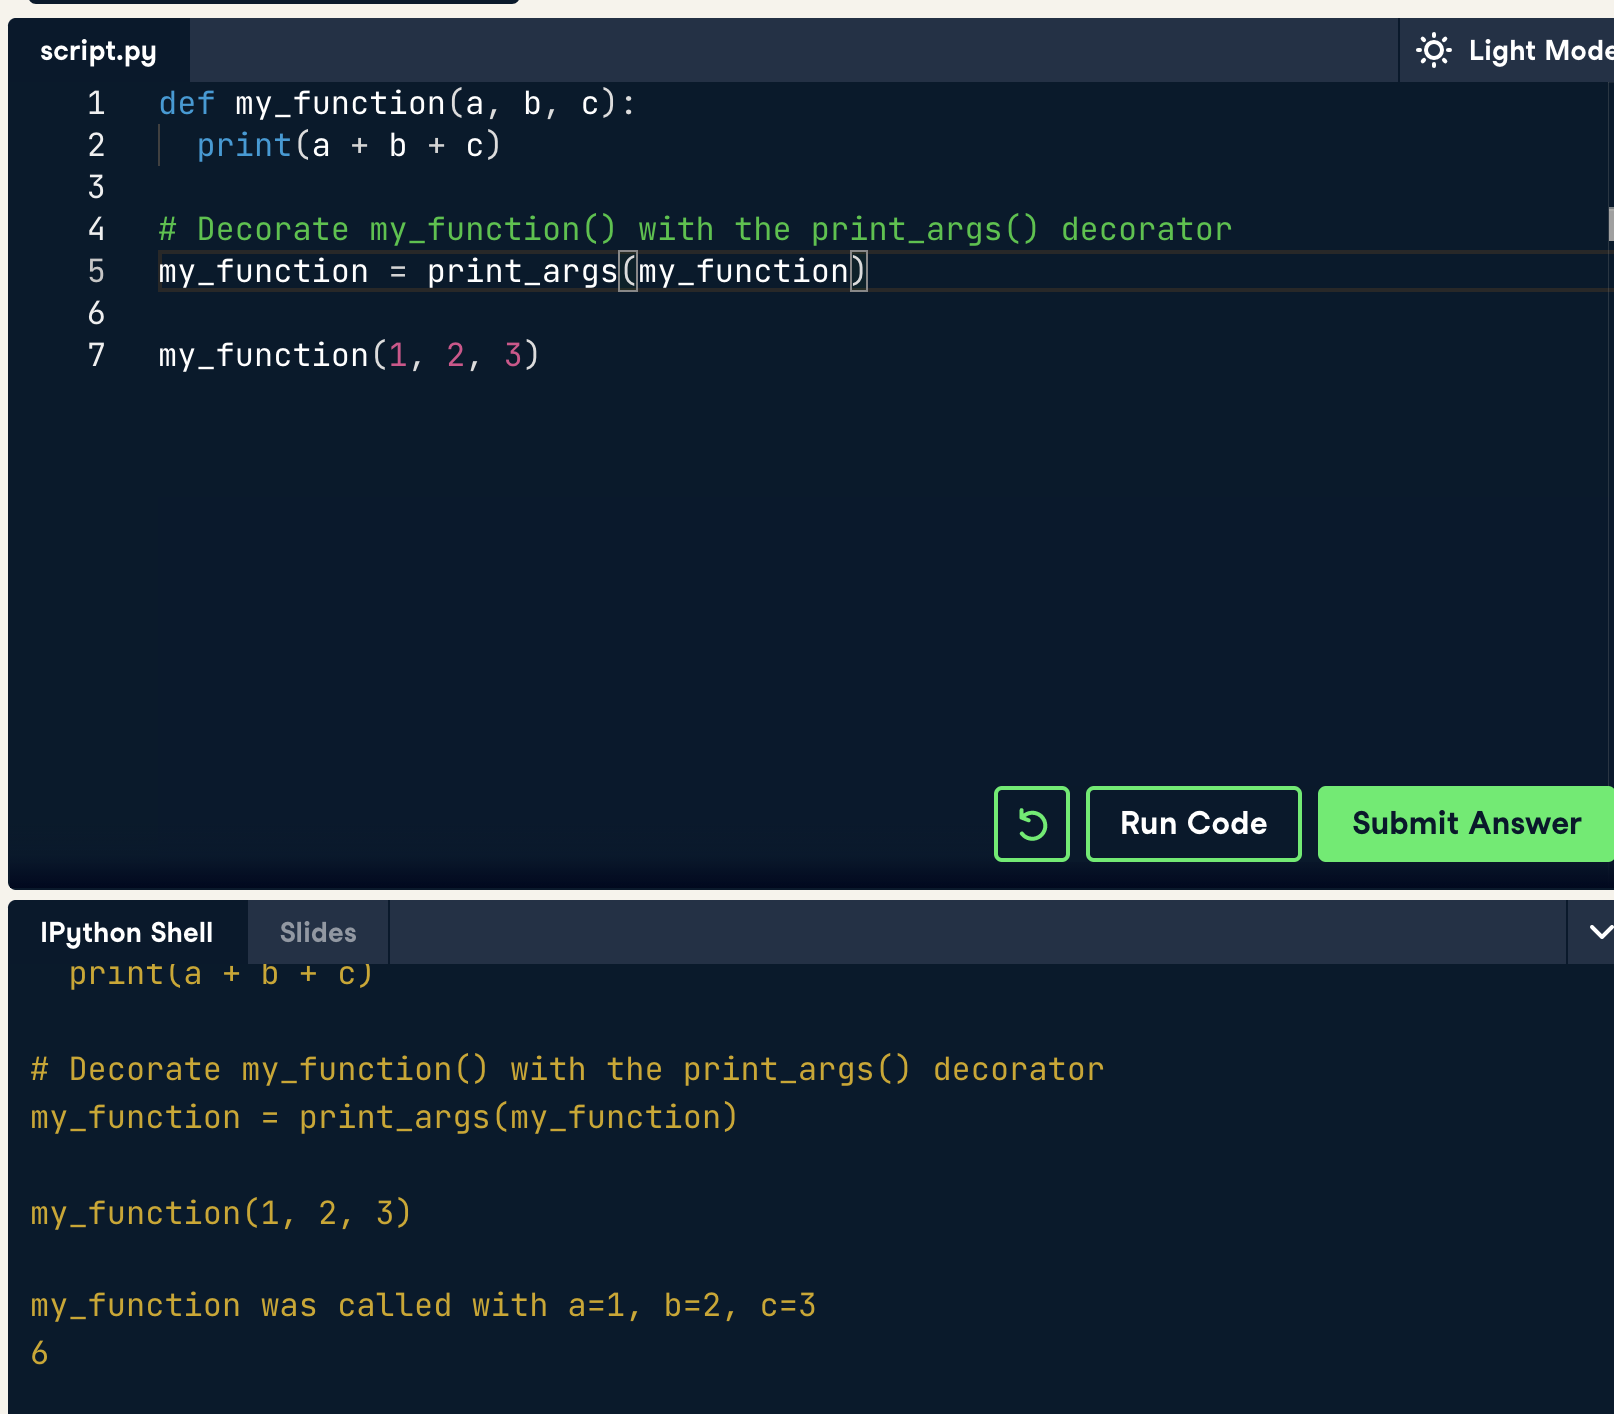 script.py
Light Mode
1 def my_function(a, b, c):
2   print(a + b + c)
3
4 # Decorate my_function() with the print_args() decorator
5 my_function = print_args(my_function)
6
7 my_function(1, 2, 3)
Run Code
Submit Answer
IPython Shell
Slides
  print(a + b + c)
# Decorate my_function() with the print_args() decorator
my_function = print_args(my_function)
my_function(1, 2, 3)
my_function was called with a=1, b=2, c=3
6